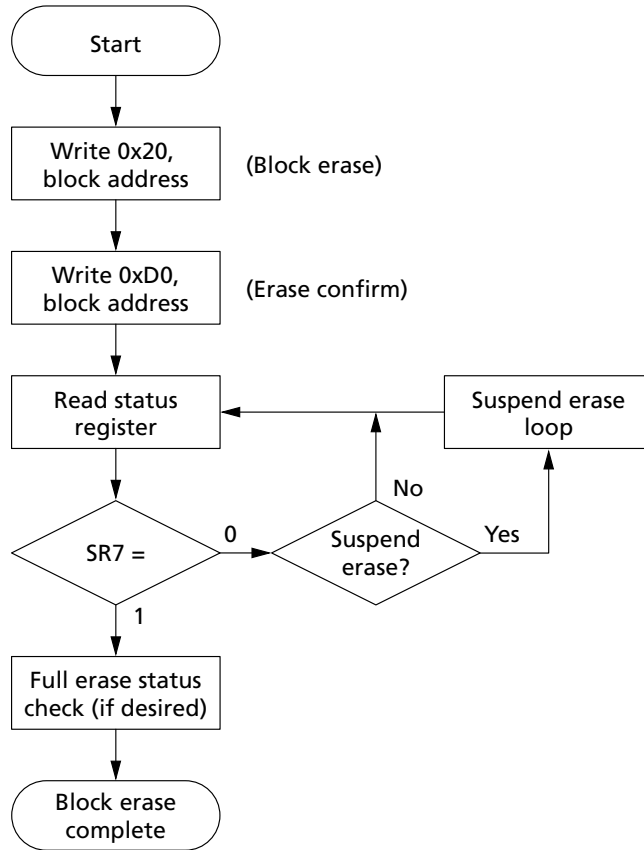 Start
Write 0x20,
block address
(Block erase)
Write 0xD0,
block address
(Erase confirm)
Read status
register
Suspend erase
loop
No
SR7 =
0
Suspend
erase?
Yes
1
Full erase status
check (if desired)
Block erase
complete